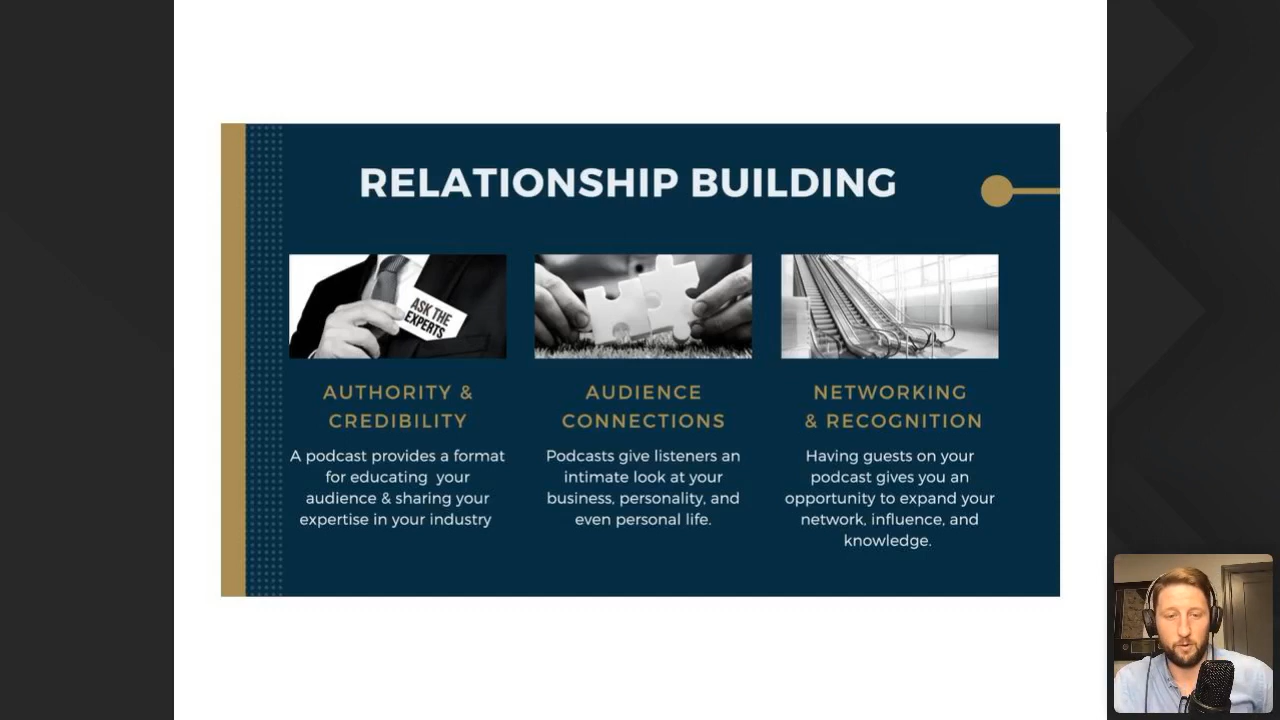 RELATIONSHIP BUILDING
ASK THE
EXPERTS
AUTHORITY &
CREDIBILITY
A podcast provides a format
for educating your
audience & sharing your
expertise in your industry
AUDIENCE
CONNECTIONS
Podcasts give listeners an
intimate look at your
business, personality, and
even personal life.
NETWORKING
& RECOGNITION
Having guests on your
podcast gives you an
opportunity to expand your
network, influence, and
knowledge.